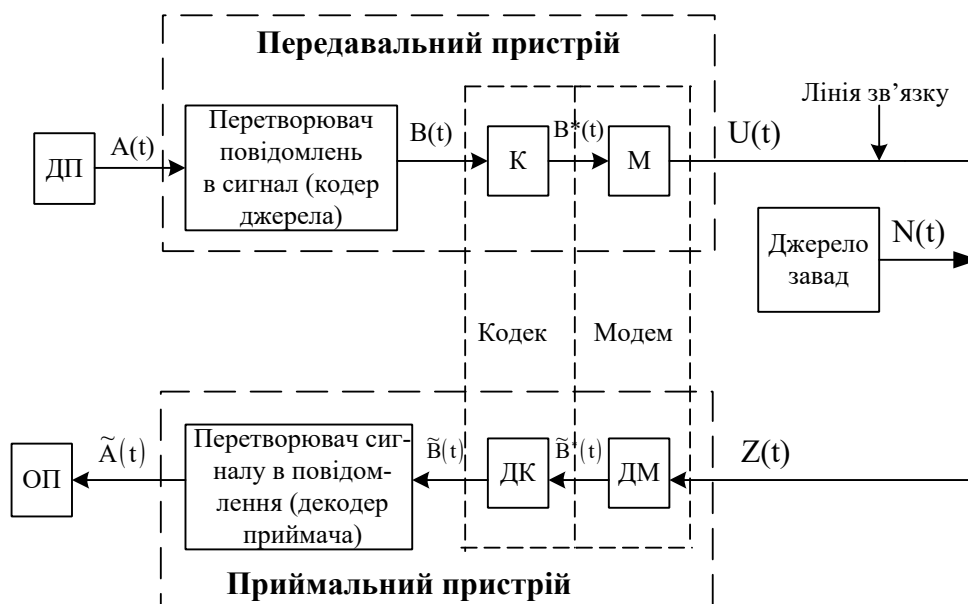 Передавальний пристрій
Лінія зв’язку
ДП
A(t)
Перетворювач
повідомлень
в сигнал (кодер
джерела)
B(t)
К
B*(t)
М
U(t)
Джерело
завад
N(t)
Кодек
Модем
ОП
Ã(t)
Перетворювач сиг-
налу в повідом-
лення (декодер
приймача)
B̃(t)
ДК
B̃*(t)
ДМ
Z(t)
Приймальний пристрій